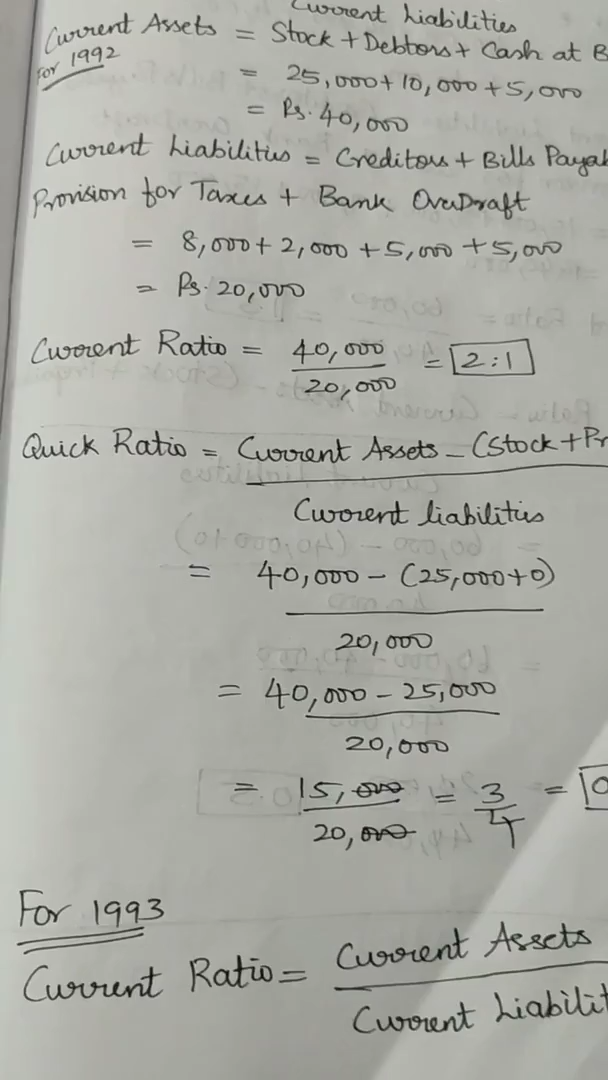 Current Liabilities
Current Assets = Stock + Debtors + Cash at B
For 1992
= 25,000+10,000+5,000
= Rs. 40,000
Current Liabilities = Creditors + Bills Payab
Provision for Taxes + Bank OverDraft
= 8,000+ 2,000 +5,000 +5,000
= Rs. 20,000
Current Ratio = 40,000 / 20,000 = 2:1
Quick Ratio = Current Assets - (Stock + Pr
Current liabilities
= 40,000 - (25,000+0)
20,000
= 40,000 - 25,000
20,000
= 15,000 / 20,000 = 3/4 = 0
For 1993
Current Ratio = Current Assets
Current Liabilit